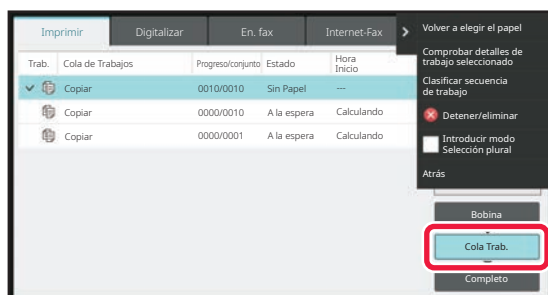 Imprimir
Digitalizar
En. fax
Internet-Fax
Trab.
Cola de Trabajos
Progreso/conjunto
Estado
Hora
Inicio
Copiar
0010/0010
Sin Papel
---
Copiar
0000/0010
A la espera
Calculando
Copiar
0000/0001
A la espera
Calculando
Volver a elegir el papel
Comprobar detalles de
trabajo seleccionado
Clasificar secuencia
de trabajo
Detener/eliminar
Introducir modo
Selección plural
Atrás
Bobina
Cola Trab.
Completo